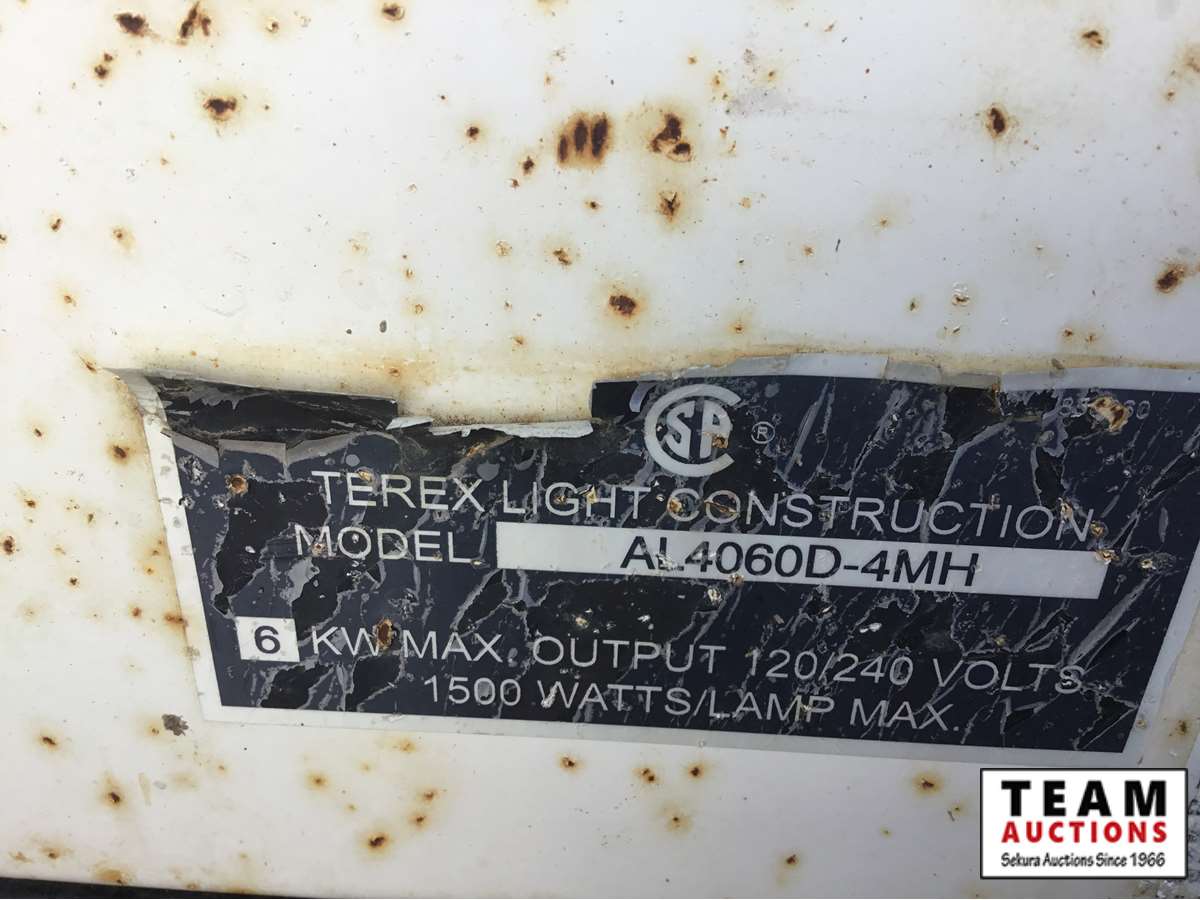 CSA ®
TEREX LIGHT CONSTRUCTION
MODEL AL4060D-4MH
6 KW MAX. OUTPUT 120/240 VOLTS
1500 WATTS/LAMP MAX.
TEAM
AUCTIONS
Sekura Auctions Since 1966